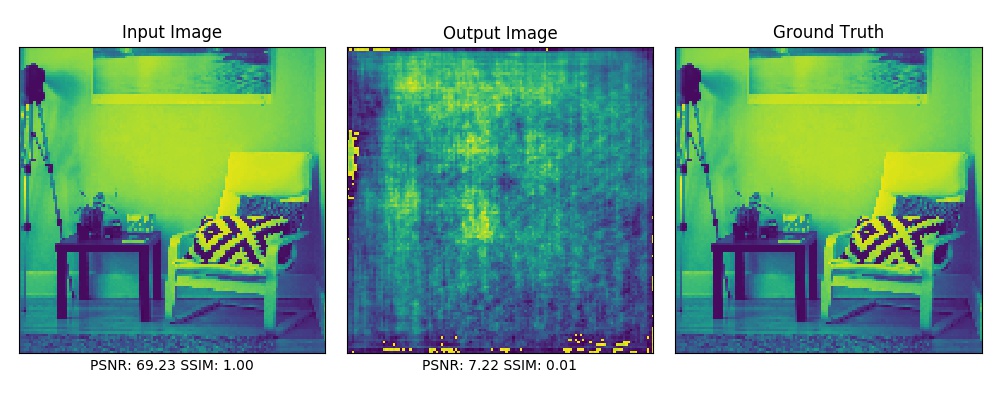 Input Image
Output Image
Ground Truth
PSNR: 69.23 SSIM: 1.00
PSNR: 7.22 SSIM: 0.01